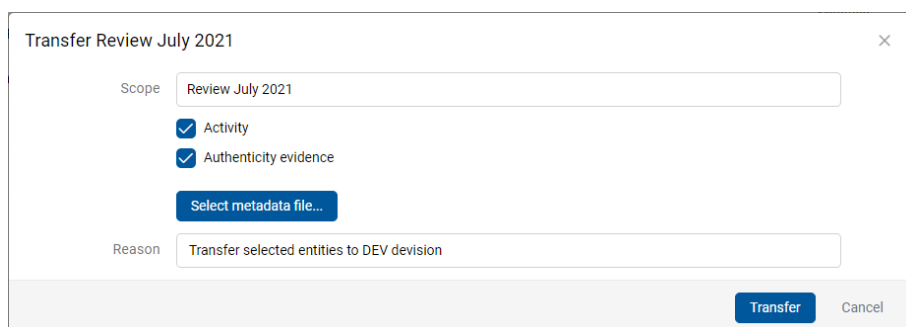 Transfer Review July 2021
Scope Review July 2021
Activity
Authenticity evidence
Select metadata file...
Reason Transfer selected entities to DEV devision
Transfer Cancel